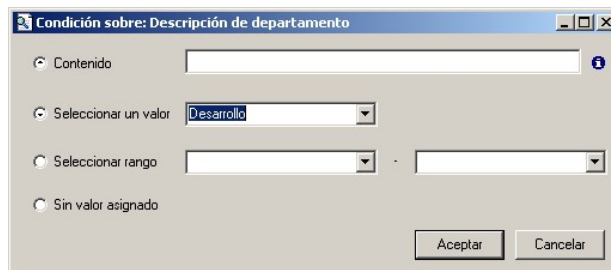 Condición sobre: Descripción de departamento
Contenido
Seleccionar un valor Desarrollo
Seleccionar rango -
Sin valor asignado
Aceptar Cancelar